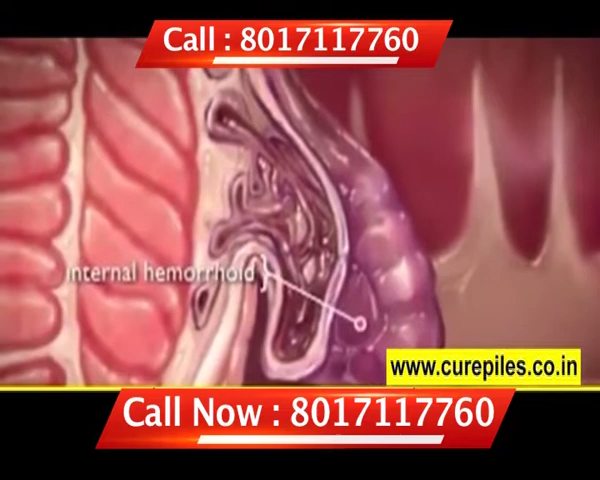 Call : 8017117760
internal hemorrhoid
www.curepiles.co.in
Call Now : 8017117760